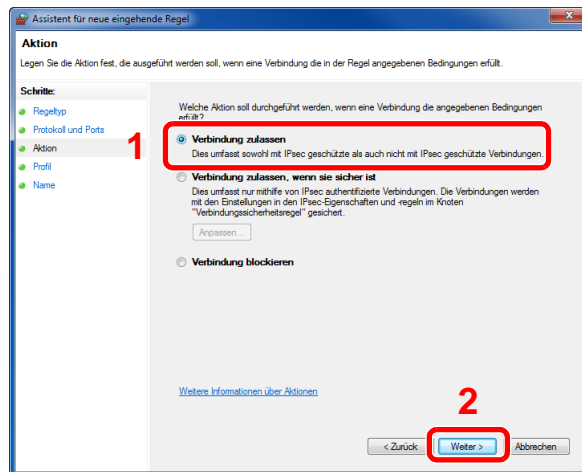 Assistent für neue eingehende Regel
Aktion
Legen Sie die Aktion fest, die ausgeführt werden soll, wenn eine Verbindung die in der Regel angegebenen Bedingungen erfüllt.
Schritte:
Regeltyp
Protokoll und Ports
Aktion
Profil
Name
Welche Aktion soll durchgeführt werden, wenn eine Verbindung die angegebenen Bedingungen
erfüllt?
1
Verbindung zulassen
Dies umfasst sowohl mit IPsec geschützte als auch nicht mit IPsec geschützte Verbindungen.
Verbindung zulassen, wenn sie sicher ist
Dies umfasst nur mithilfe von IPsec authentifizierte Verbindungen. Die Verbindungen werden
mit den Einstellungen in den IPsec-Eigenschaften und -regeln im Knoten
"Verbindungssicherheitsregel" gesichert.
Anpassen...
Verbindung blockieren
Weitere Informationen über Aktionen
2
< Zurück Weiter > Abbrechen